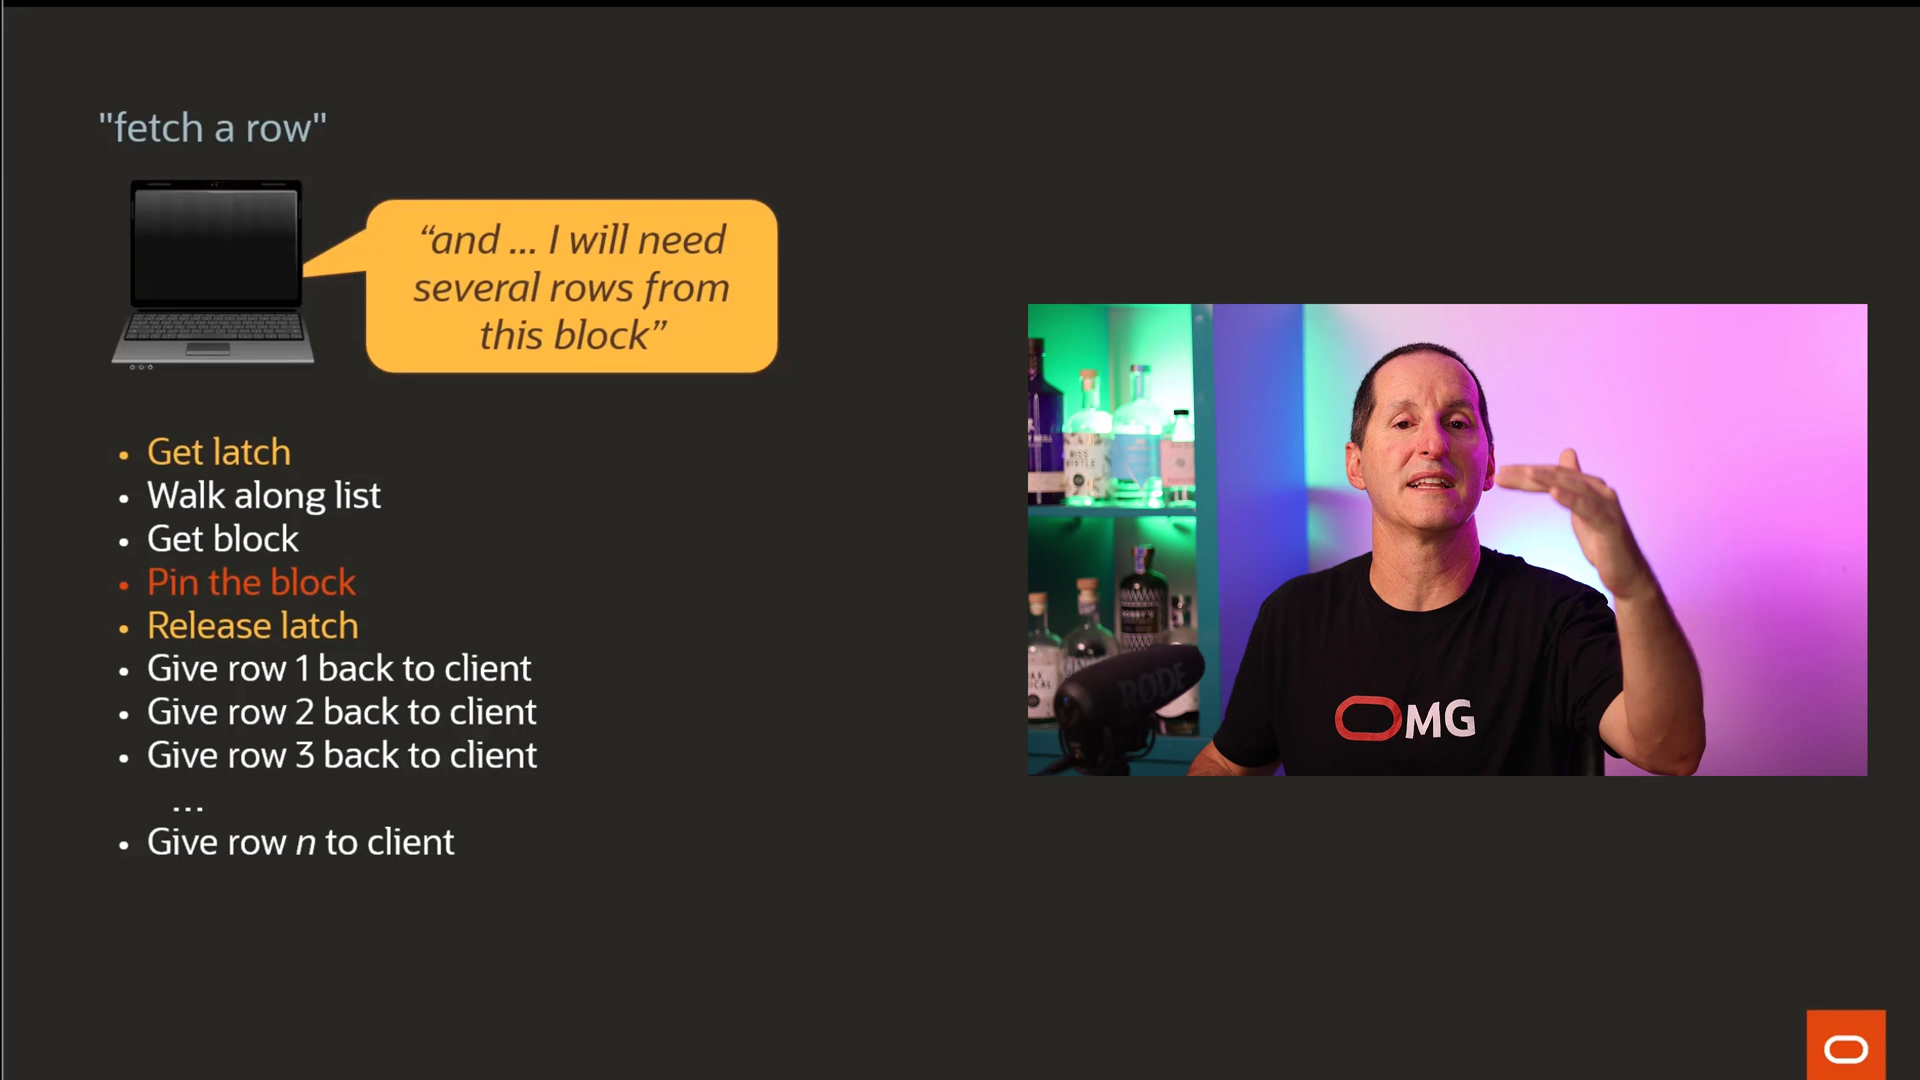 "fetch a row"
“and ... I will need
several rows from
this block”
• Get latch
• Walk along list
• Get block
• Pin the block
• Release latch
• Give row 1 back to client
• Give row 2 back to client
• Give row 3 back to client
...
• Give row n to client
RØDE
OMG